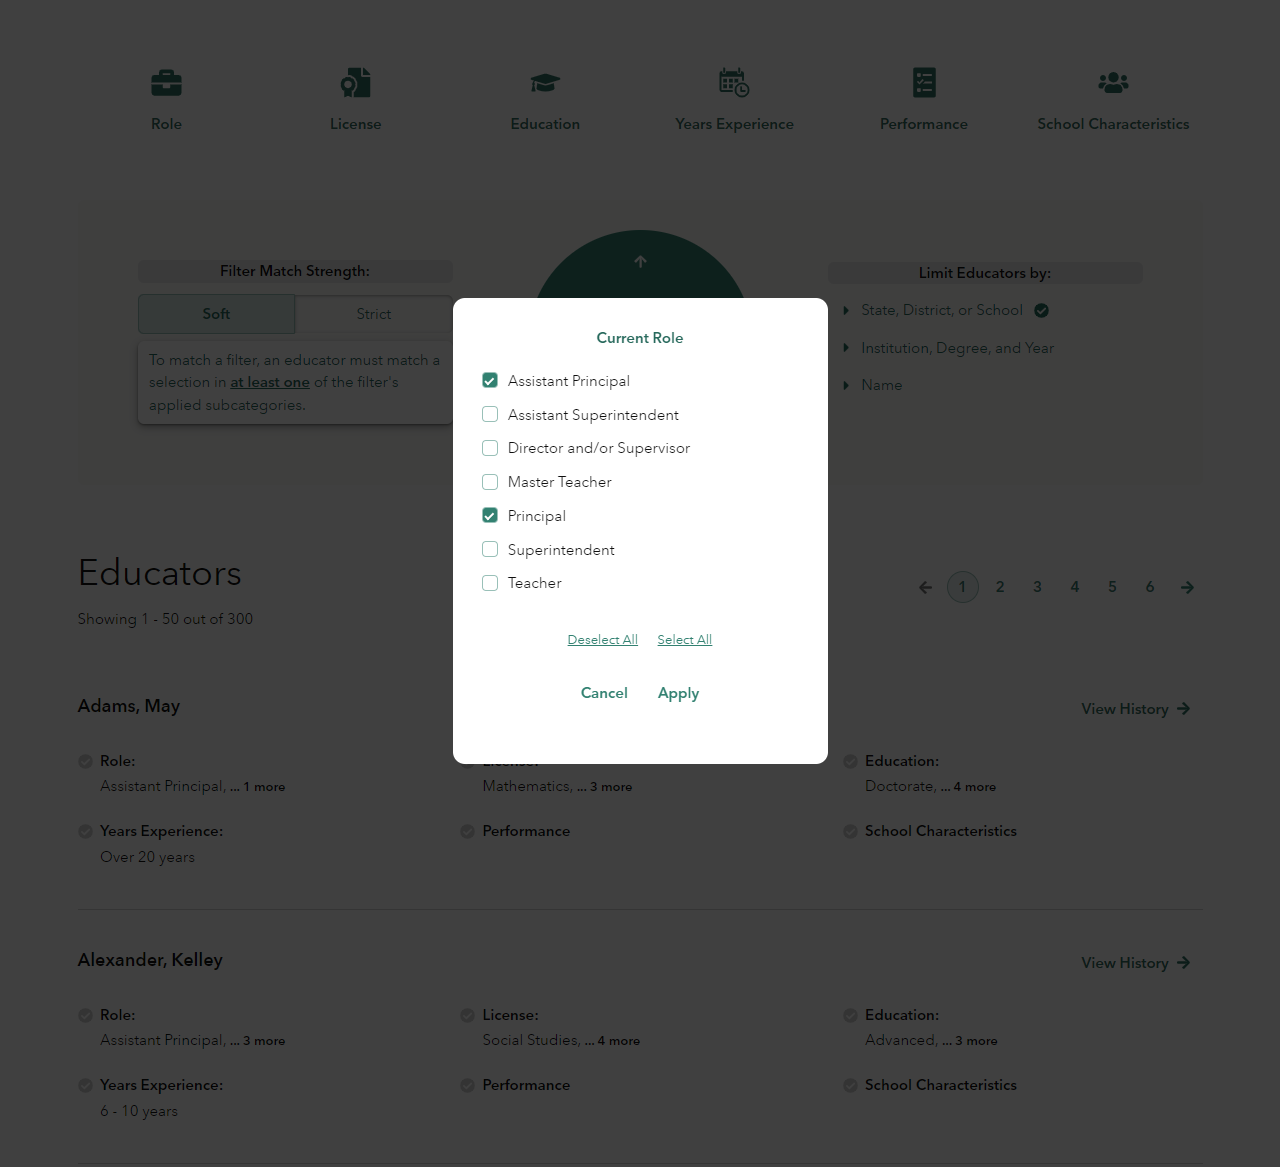 Role
License
Education
Years Experience
Performance
School Characteristics
Filter Match Strength:
Soft
Strict
To match a filter, an educator must match a
selection in at least one of the filter's
applied subcategories.
Limit Educators by:
State, District, or School
Institution, Degree, and Year
Name
Current Role
Assistant Principal
Assistant Superintendent
Director and/or Supervisor
Master Teacher
Principal
Superintendent
Teacher
Deselect All
Select All
Cancel
Apply
Educators
Showing 1 - 50 out of 300
1 2 3 4 5 6
Adams, May
View History
Role:
Assistant Principal, ... 1 more
License:
Mathematics, ... 3 more
Education:
Doctorate, ... 4 more
Years Experience:
Over 20 years
Performance
School Characteristics
Alexander, Kelley
View History
Role:
Assistant Principal, ... 3 more
License:
Social Studies, ... 4 more
Education:
Advanced, ... 3 more
Years Experience:
6 - 10 years
Performance
School Characteristics